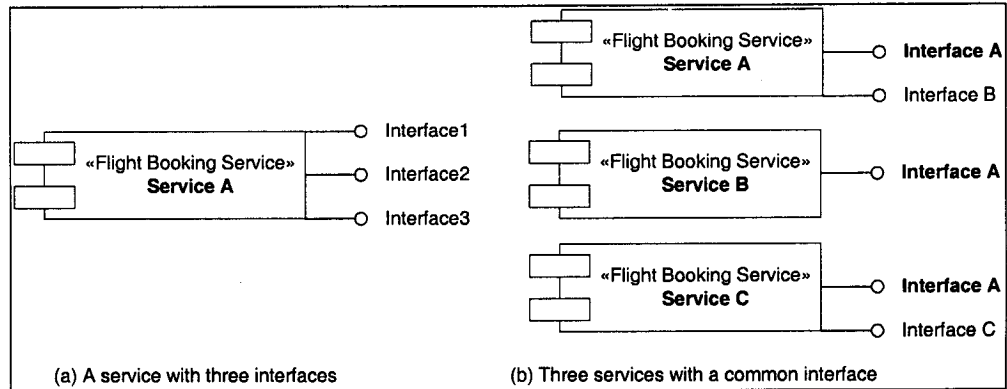 «Flight Booking Service»
Service A
Interface1
Interface2
Interface3
(a) A service with three interfaces
«Flight Booking Service»
Service A
Interface A
Interface B
«Flight Booking Service»
Service B
Interface A
«Flight Booking Service»
Service C
Interface A
Interface C
(b) Three services with a common interface